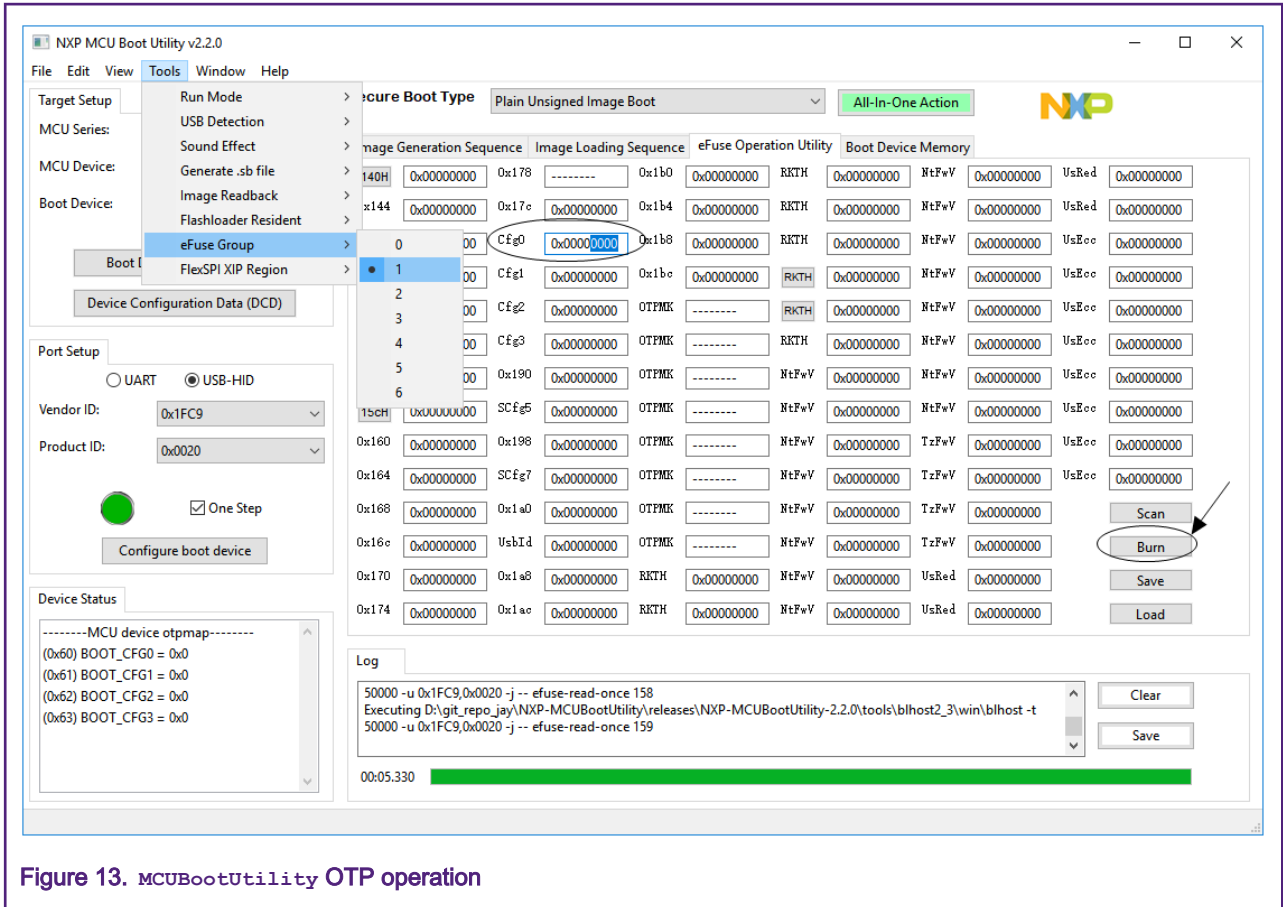 NXP MCU Boot Utility v2.2.0
File Edit View Tools Window Help
Target Setup
MCU Series:
MCU Device:
Boot Device:
Boot
Device Configuration Data (DCD)
Run Mode
USB Detection
Sound Effect
Generate .sb file
Image Readback
Flashloader Resident
eFuse Group
FlexSPI XIP Region
0
1
2
3
4
5
6
Port Setup
UART USB-HID
Vendor ID: 0x1FC9
Product ID: 0x0020
One Step
Configure boot device
Device Status
--------MCU device otpmap--------
(0x60) BOOT_CFG0 = 0x0
(0x61) BOOT_CFG1 = 0x0
(0x62) BOOT_CFG2 = 0x0
(0x63) BOOT_CFG3 = 0x0
ecure Boot Type Plain Unsigned Image Boot All-In-One Action NXP
mage Generation Sequence Image Loading Sequence eFuse Operation Utility Boot Device Memory
140H 0x00000000 0x178 -------- 0x1b0 0x00000000 RKTH 0x00000000 NtFwV 0x00000000 UsRed 0x00000000
x144 0x00000000 0x17c 0x00000000 0x1b4 0x00000000 RKTH 0x00000000 NtFwV 0x00000000 UsRed 0x00000000
00 Cfg0 0x00000000 0x1b8 0x00000000 RKTH 0x00000000 NtFwV 0x00000000 UsEcc 0x00000000
00 Cfg1 0x00000000 0x1bc 0x00000000 RKTH 0x00000000 NtFwV 0x00000000 UsEcc 0x00000000
00 Cfg2 0x00000000 OTPMK -------- RKTH 0x00000000 NtFwV 0x00000000 UsEcc 0x00000000
00 Cfg3 0x00000000 OTPMK -------- RKTH 0x00000000 NtFwV 0x00000000 UsEcc 0x00000000
00 0x190 0x00000000 OTPMK -------- NtFwV 0x00000000 NtFwV 0x00000000 UsEcc 0x00000000
15cH 0x00000000 SCfg5 0x00000000 OTPMK -------- NtFwV 0x00000000 NtFwV 0x00000000 UsEcc 0x00000000
0x160 0x00000000 0x198 0x00000000 OTPMK -------- NtFwV 0x00000000 TzFwV 0x00000000 UsEcc 0x00000000
0x164 0x00000000 SCfg7 0x00000000 OTPMK -------- NtFwV 0x00000000 TzFwV 0x00000000 UsEcc 0x00000000
0x168 0x00000000 0x1a0 0x00000000 OTPMK -------- NtFwV 0x00000000 TzFwV 0x00000000 Scan
0x16c 0x00000000 UsbId 0x00000000 OTPMK -------- NtFwV 0x00000000 TzFwV 0x00000000 Burn
0x170 0x00000000 0x1a8 0x00000000 RKTH 0x00000000 NtFwV 0x00000000 UsRed 0x00000000 Save
0x174 0x00000000 0x1ac 0x00000000 RKTH 0x00000000 NtFwV 0x00000000 UsRed 0x00000000 Load
Log
50000 -u 0x1FC9,0x0020 -j -- efuse-read-once 158
Executing D:\git_repo_jay\NXP-MCUBootUtility\releases\NXP-MCUBootUtility-2.2.0\tools\blhost2_3\win\blhost -t
50000 -u 0x1FC9,0x0020 -j -- efuse-read-once 159
Clear
Save
00:05.330
Figure 13. MCUBootUtility OTP operation